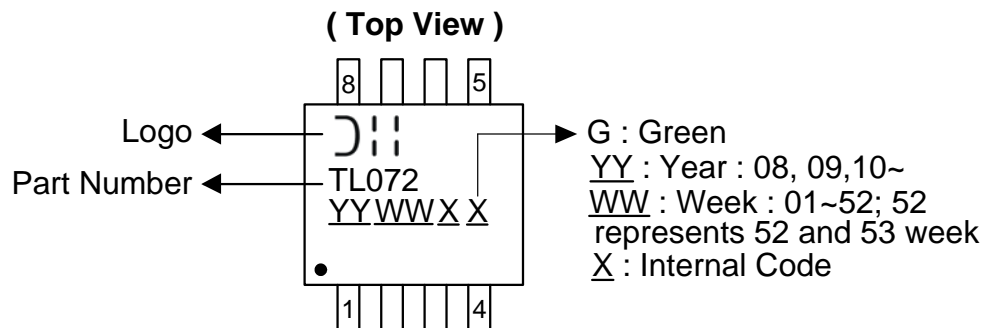 ( Top View )
8 5
Logo
TL072
Part Number
YYWWX X
G : Green
YY : Year : 08, 09,10~
WW : Week : 01~52; 52
represents 52 and 53 week
X : Internal Code
1 4